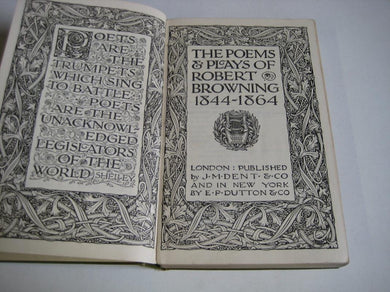 POETS
ARE THE
TRUMPETS
WHICH SING
TO BATTLE
POETS
ARE THE
UNACKNOWL
EDGED
LEGISLATORS
OF THE
WORLD
SHELLEY
THE POEMS
& PLAYS OF
ROBERT
BROWNING
1844-1864
LONDON: PUBLISHED
by J.M.DENT & CO
AND IN NEW YORK
BY E.P.DUTTON & CO